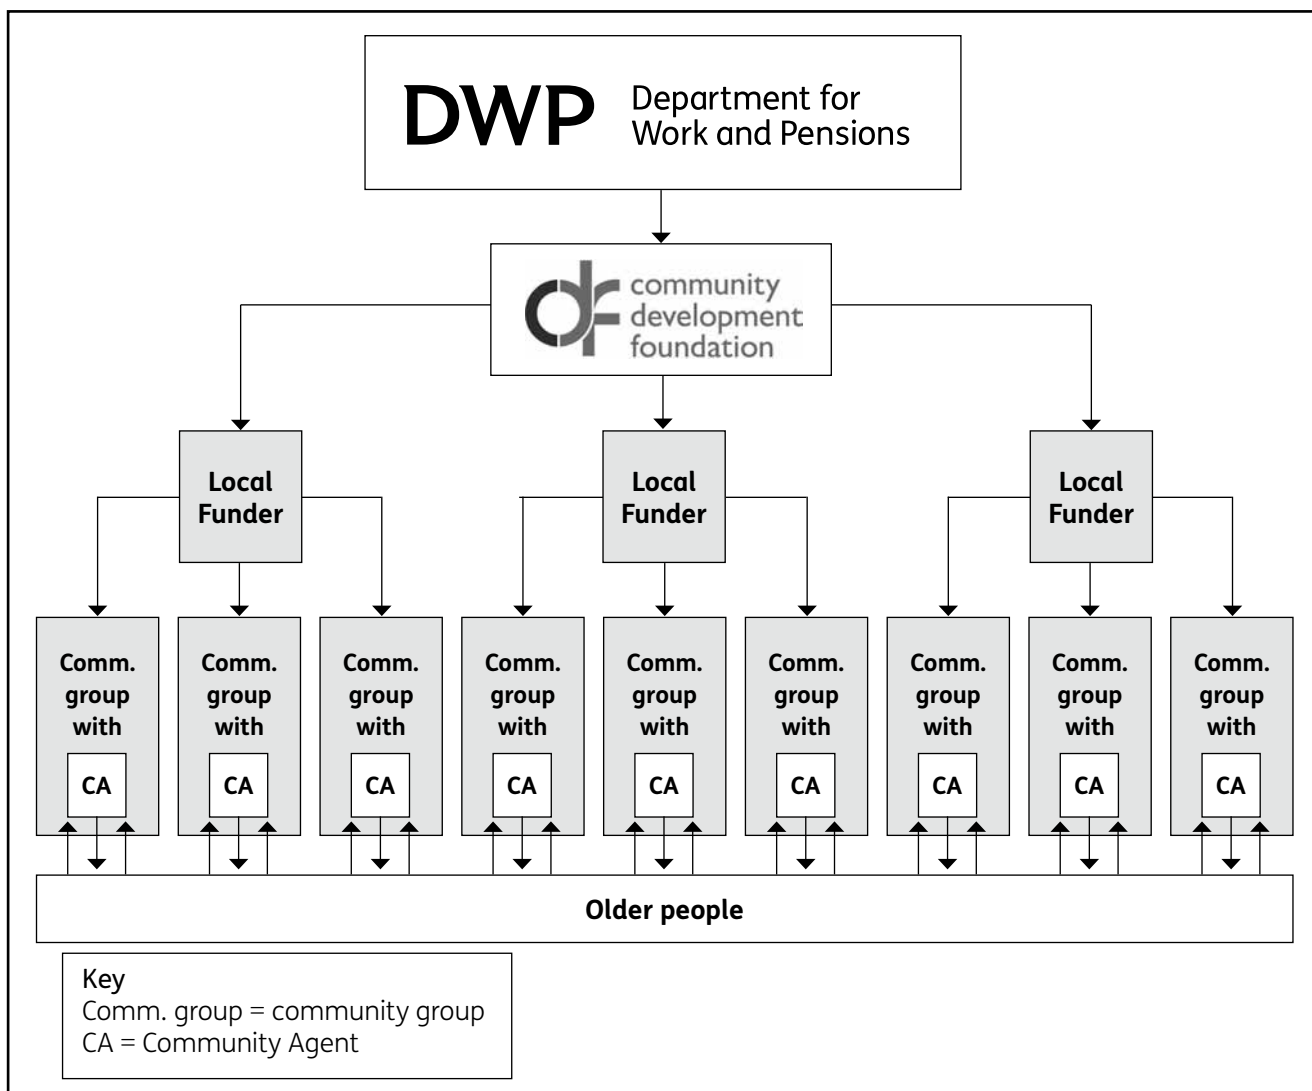 DWP
Department for
Work and Pensions
cdf
community
development
foundation
Local
Funder
Local
Funder
Local
Funder
Comm.
group
with
CA
Comm.
group
with
CA
Comm.
group
with
CA
Comm.
group
with
CA
Comm.
group
with
CA
Comm.
group
with
CA
Comm.
group
with
CA
Comm.
group
with
CA
Comm.
group
with
CA
Older people
Key
Comm. group = community group
CA = Community Agent